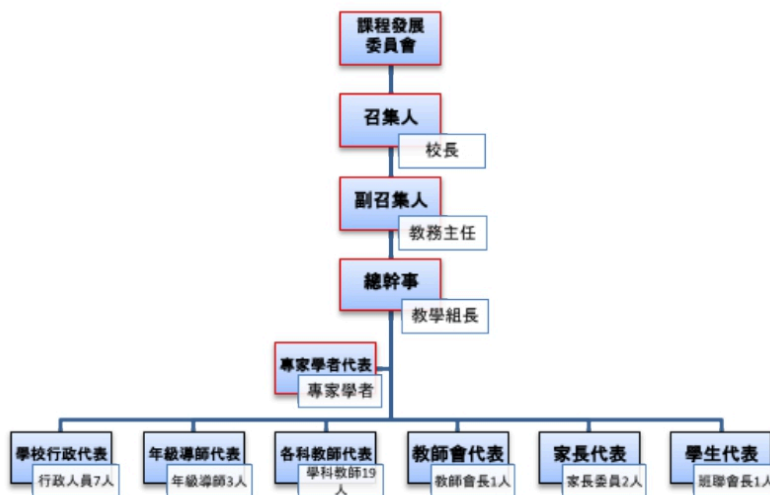 課程發展
委員會
召集人
校長
副召集人
教務主任
總幹事
教學組長
專家學者代表
專家學者
學校行政代表
行政人員7人
年級導師代表
年級導師3人
各科教師代表
學科教師19
人
教師會代表
教師會長1人
家長代表
家長委員2人
學生代表
班聯會長1人